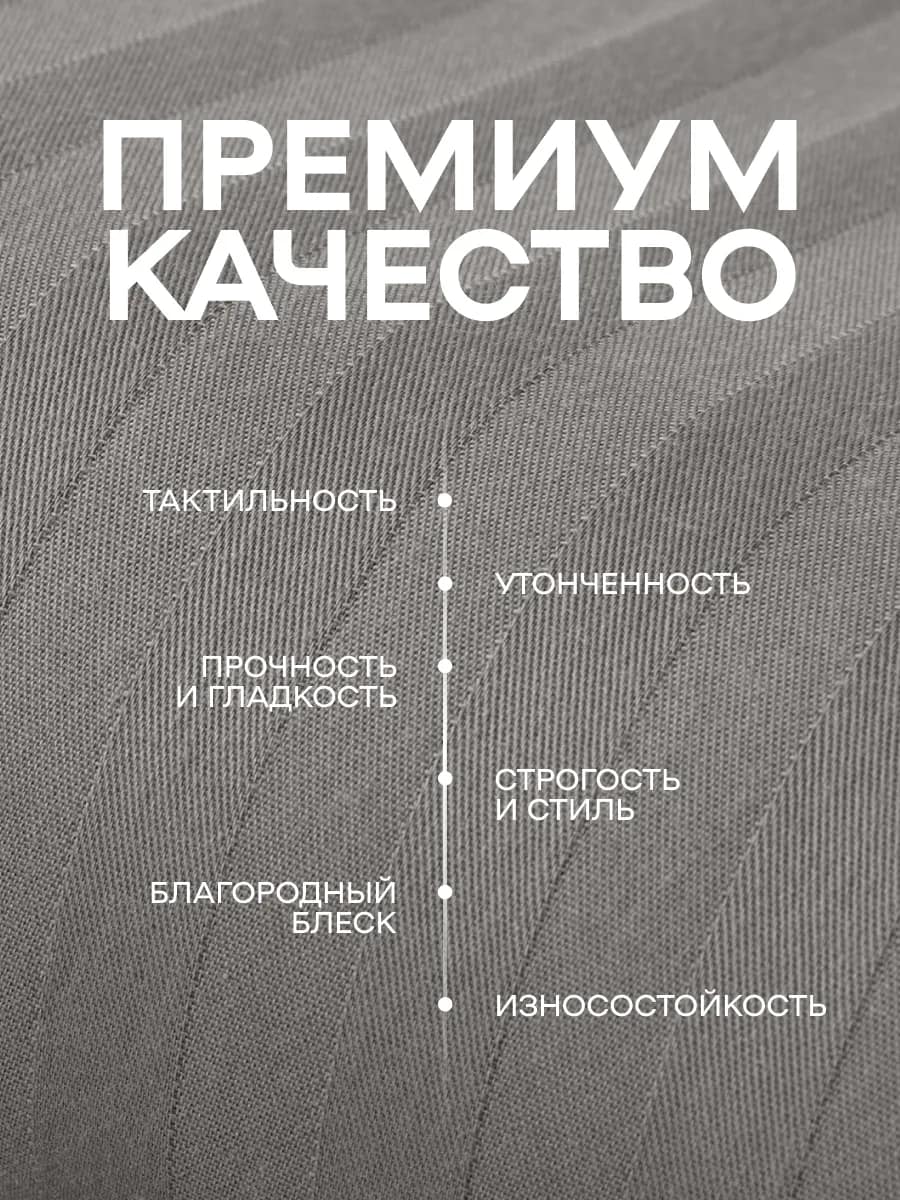 ПРЕМИУМ
КАЧЕСТВО
ТАКТИЛЬНОСТЬ
УТОНЧЕННОСТЬ
ПРОЧНОСТЬ
И ГЛАДКОСТЬ
СТРОГОСТЬ
И СТИЛЬ
БЛАГОРОДНЫЙ
БЛЕСК
ИЗНОСОСТОЙКОСТЬ